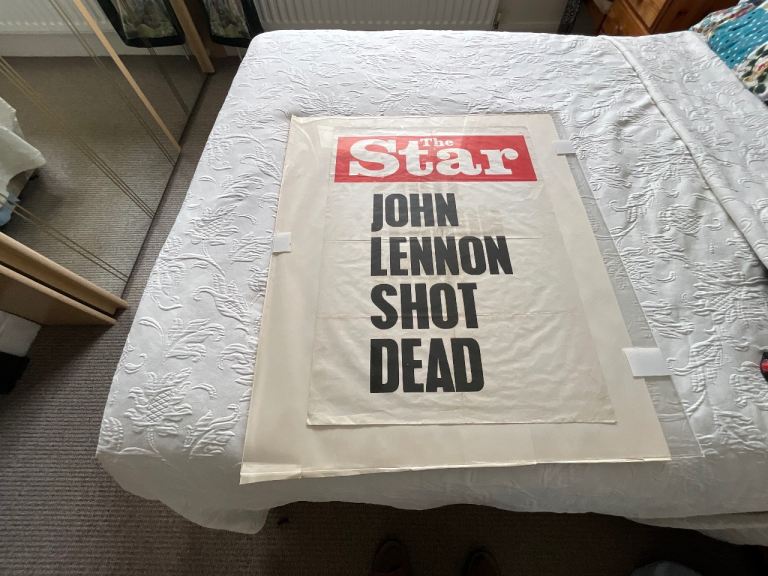 The
Star
JOHN
LENNON
SHOT
DEAD